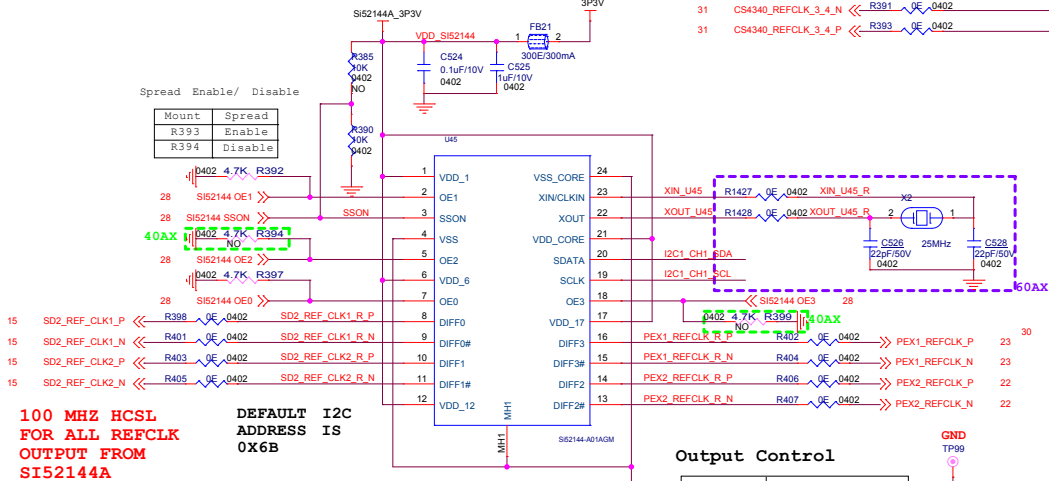 Si52144A_3P3V
3P3V
31 CS4340_REFCLK_3_4_N R391 0E 0402
31 CS4340_REFCLK_3_4_P R393 0E 0402
VDD_SI52144
FB21
1 2
300E/300mA
R385
10K
0402
NO
C524
0.1uF/10V
0402
C525
1uF/10V
0402
Spread Enable/ Disable
Mount Spread
R393 Enable
R394 Disable
R390
10K
0402
U45
0402 4.7K R392
28 SI52144 OE1
28 SI52144 SSON SSON
40AX 0402 4.7K R394
NO
28 SI52144 OE2
0402 4.7K R397
28 SI52144 OE0
15 SD2_REF_CLK1_P R398 0E 0402 SD2_REF_CLK1_R_P
15 SD2_REF_CLK1_N R401 0E 0402 SD2_REF_CLK1_R_N
15 SD2_REF_CLK2_P R403 0E 0402 SD2_REF_CLK2_R_P
15 SD2_REF_CLK2_N R405 0E 0402 SD2_REF_CLK2_R_N
1 VDD_1
2 OE1
3 SSON
4 VSS
5 OE2
6 VDD_6
7 OE0
8 DIFF0
9 DIFF0#
10 DIFF1
11 DIFF1#
12 VDD_12
VSS_CORE 24
XIN/CLKIN 23
XOUT 22
VDD_CORE 21
SDATA 20
SCLK 19
OE3 18
VDD_17 17
DIFF3 16
DIFF3# 15
DIFF2 14
DIFF2# 13
MH1
MH1
SI52144-A01AGM
XIN_U45 R1427 0E 0402 XIN_U45_R
XOUT_U45 R1428 0E 0402 XOUT_U45_R
X2
2 1
25MHz
C526
22pF/50V
0402
C528
22pF/50V
0402
60AX
I2C1_CH1_SDA
I2C1_CH1_SCL
SI52144 OE3 28
0402 4.7K R399 40AX
NO
30
PEX1_REFCLK_R_P R402 0E 0402 PEX1_REFCLK_P 23
PEX1_REFCLK_R_N R404 0E 0402 PEX1_REFCLK_N 23
PEX2_REFCLK_R_P R406 0E 0402 PEX2_REFCLK_P 22
PEX2_REFCLK_R_N R407 0E 0402 PEX2_REFCLK_N 22
100 MHZ HCSL
FOR ALL REFCLK
OUTPUT FROM
SI52144A
DEFAULT I2C
ADDRESS IS
0X6B
Output Control
GND
TP99